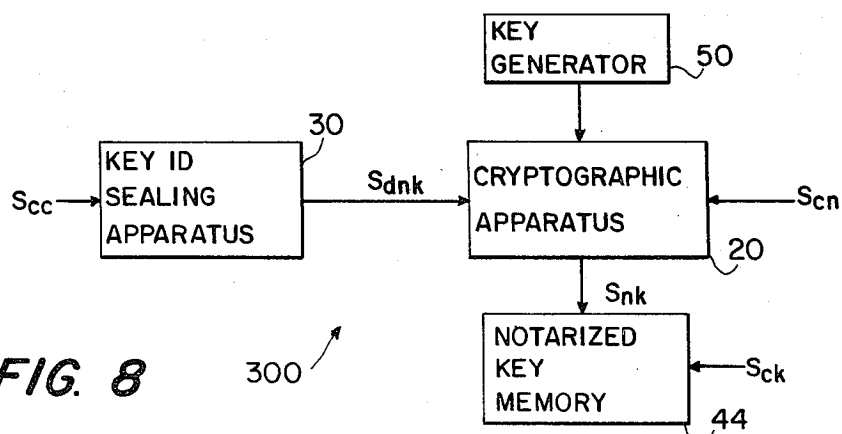 KEY
GENERATOR
50
30
KEY ID
SEALING
APPARATUS
Scc
Sdnk
CRYPTOGRAPHIC
APPARATUS
Scn
20
Snk
NOTARIZED
KEY
MEMORY
Sck
44
FIG. 8
300